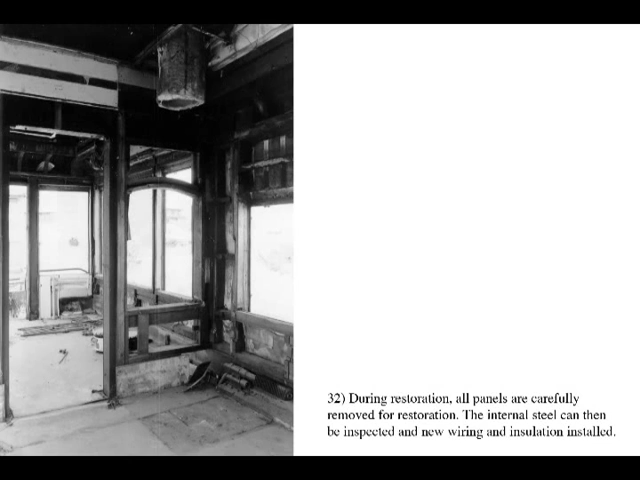 32) During restoration, all panels are carefully
removed for restoration. The internal steel can then
be inspected and new wiring and insulation installed.